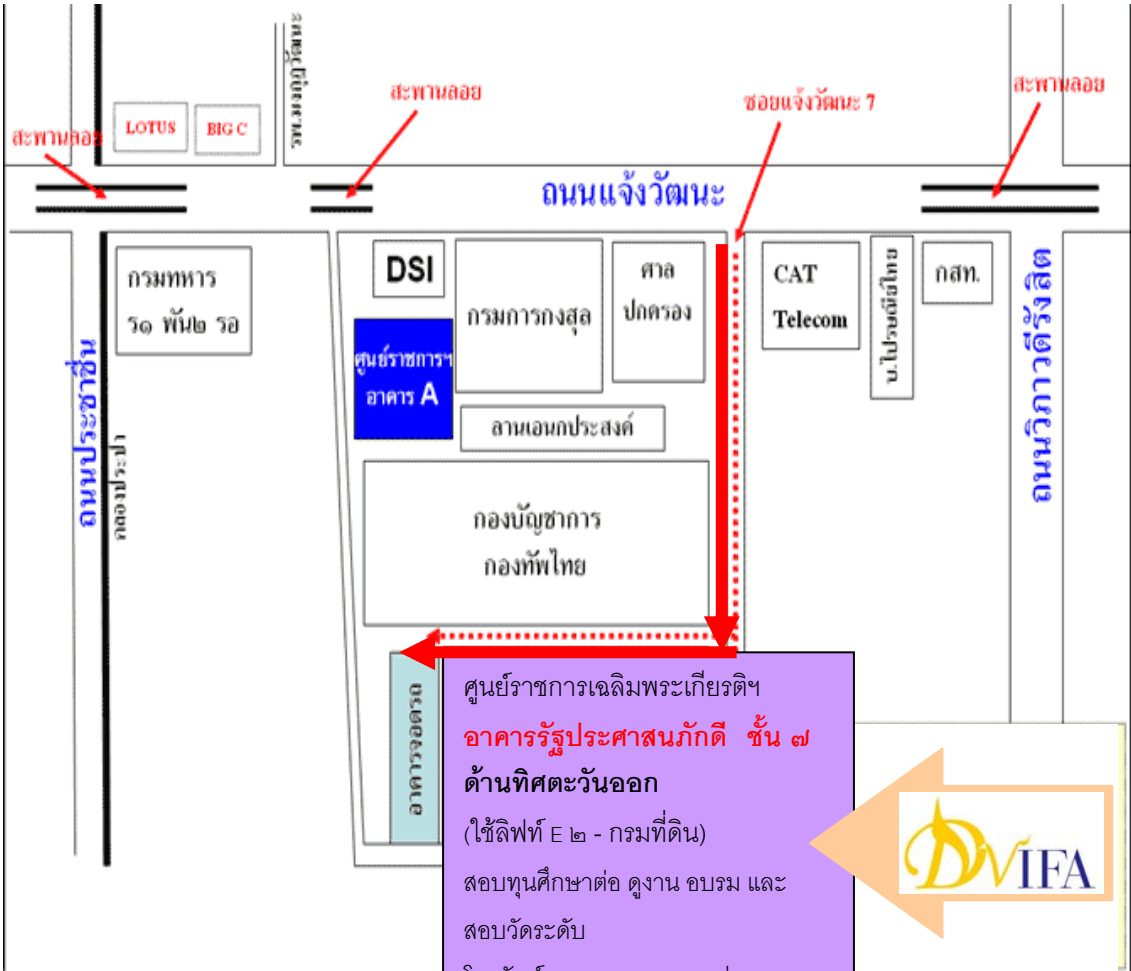 สะพานลอย
LOTUS
BIG C
สะพานลอย
ซอยแจ้งวัฒนะ 7
สะพานลอย
ถนนแจ้งวัฒนะ
กรมทหาร
ร๑ พัน๒ รอ
DSI
กรมการกงสุล
ศาล
ปกครอง
CAT
Telecom
บ.ไปรษณีย์ไทย
กสท.
ศูนย์ราชการฯ
อาคาร A
ลานเอนกประสงค์
ถนนประชาชื่น
คลองประปา
ถนนวิภาวดีรังสิต
กองบัญชาการ
กองทัพไทย
อาคารจอดรถ
ศูนย์ราชการเฉลิมพระเกียรติฯ
อาคารรัฐประศาสนภักดี ชั้น ๗
ด้านทิศตะวันออก
(ใช้ลิฟท์ E ๒ - กรมที่ดิน)
สอบทุนศึกษาต่อ ดูงาน อบรม และ
สอบวัดระดับ
DVIFA